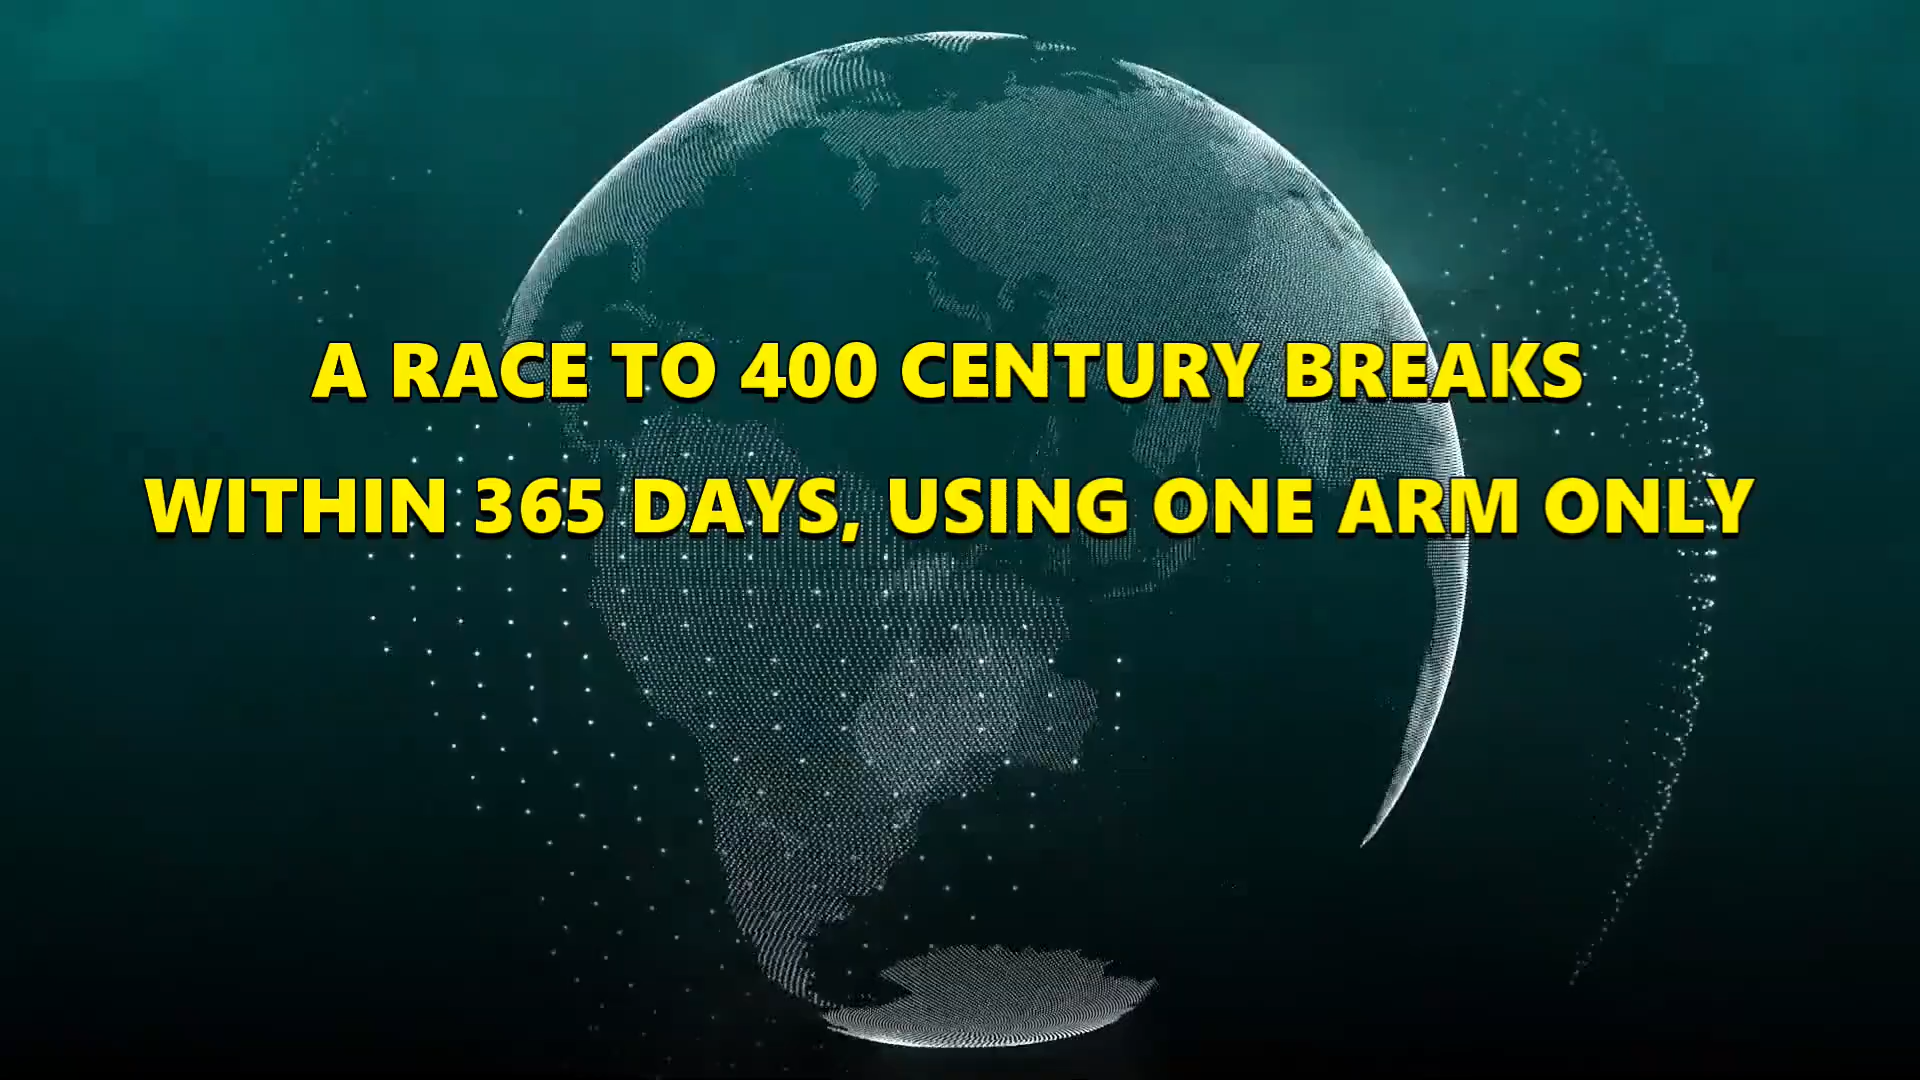 A RACE TO 400 CENTURY BREAKS
WITHIN 365 DAYS, USING ONE ARM ONLY